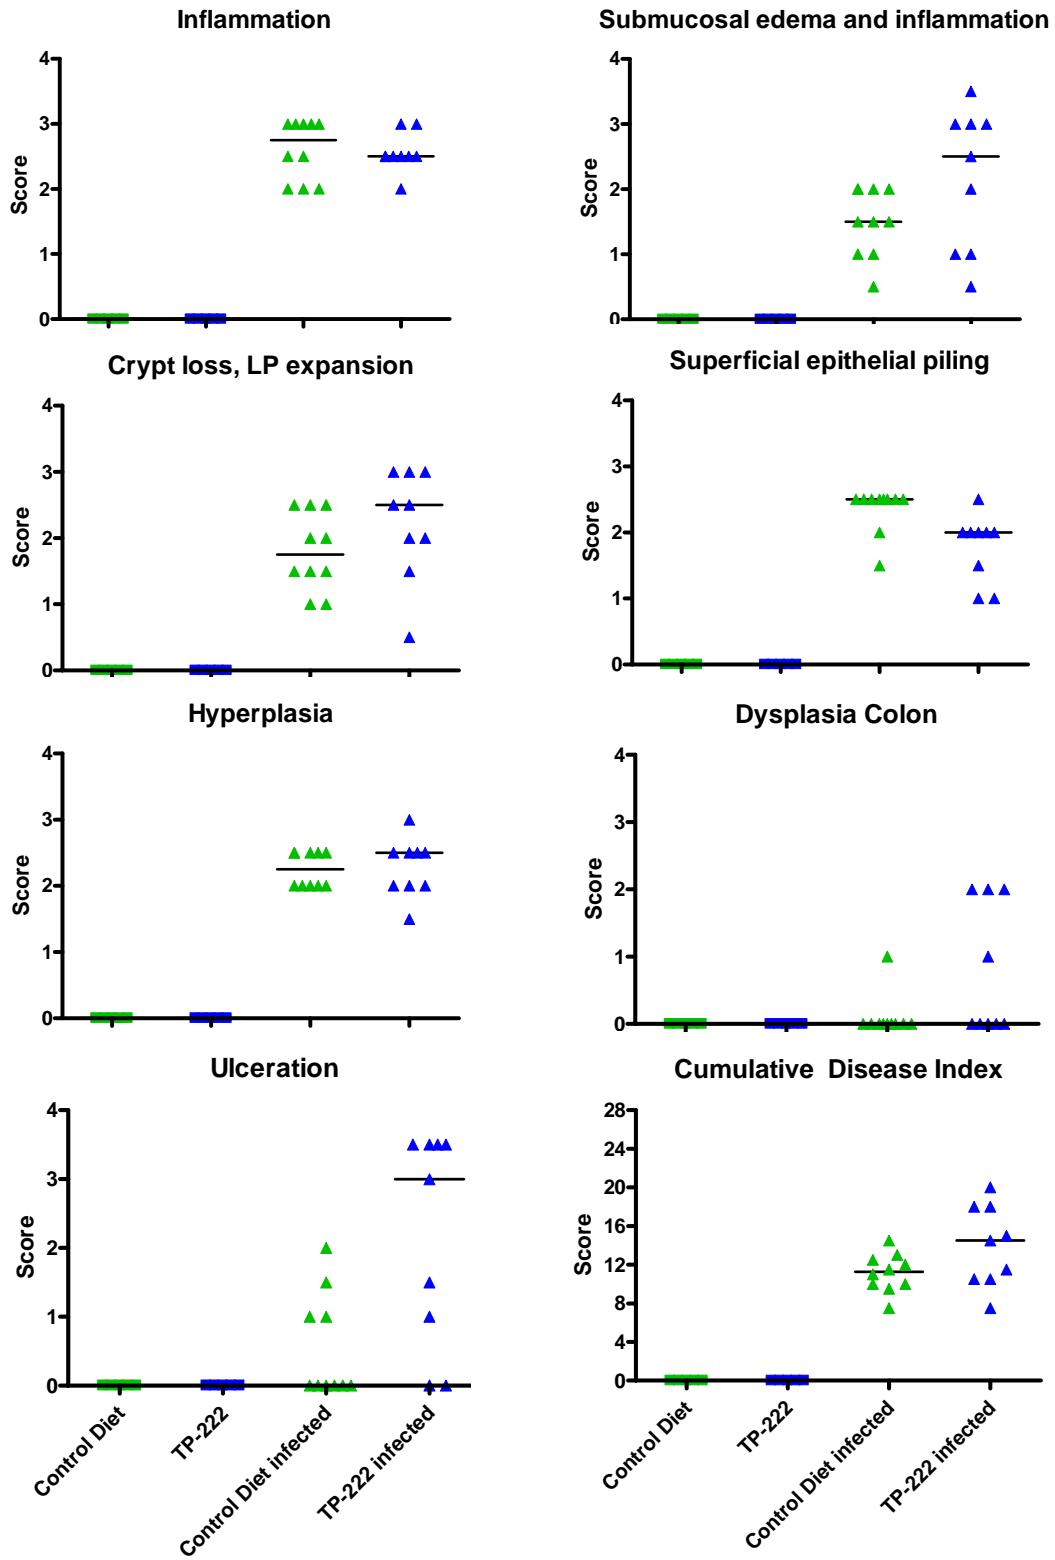 Inflammation
4
3
2
1
0
Score
Submucosal edema and inflammation
4
3
2
1
0
Score
Crypt loss, LP expansion
4
3
2
1
0
Score
Superficial epithelial piling
4
3
2
1
0
Score
Hyperplasia
4
3
2
1
0
Score
Dysplasia Colon
4
3
2
1
0
Score
Ulceration
4
3
2
1
0
Score
Control Diet
TP-222
Control Diet infected
TP-222 infected
Cumulative Disease Index
28
24
20
16
12
8
4
0
Score
Control Diet
TP-222
Control Diet infected
TP-222 infected